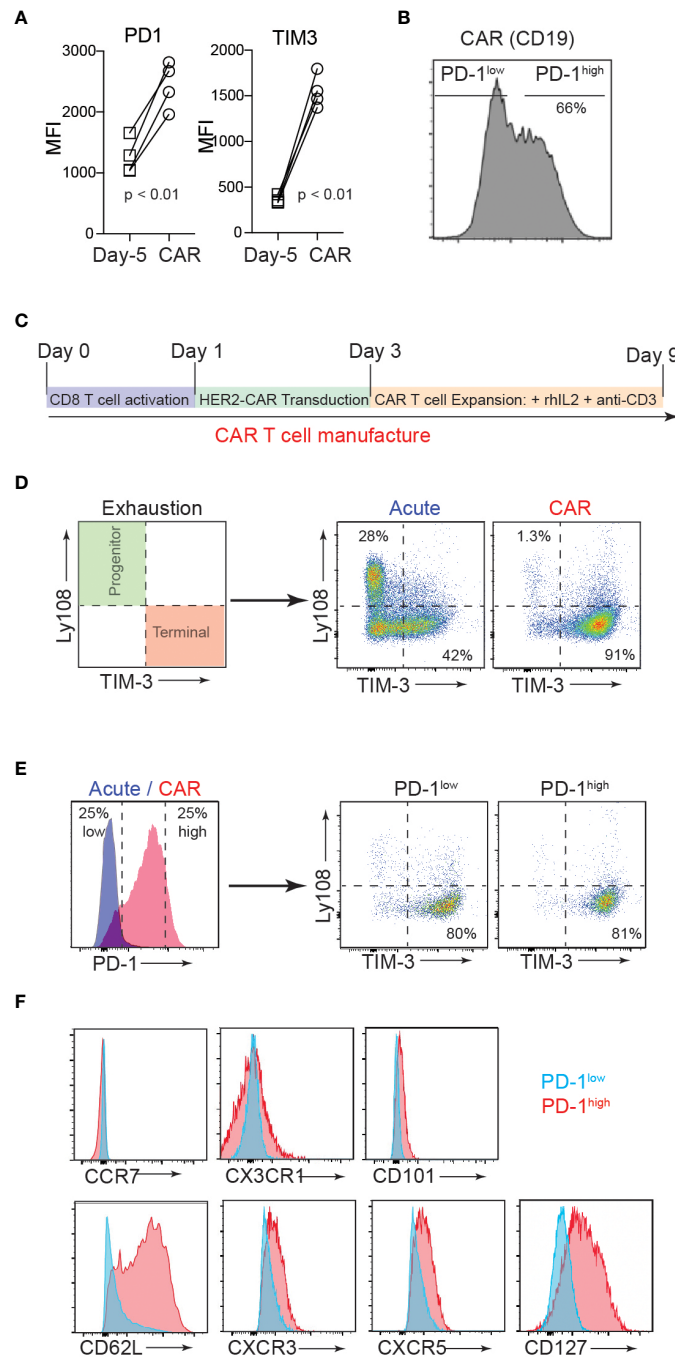 A
PD1
TIM3
MFI
3000
2000
1000
0
p < 0.01
Day-5 CAR
MFI
2000
1500
1000
500
0
p < 0.01
Day-5 CAR
B
CAR (CD19)
PD-1low PD-1high
66%
C
Day 0 Day 1 Day 3 Day 9
CD8 T cell activation HER2-CAR Transduction CAR T cell Expansion: + rhIL2 + anti-CD3
CAR T cell manufacture
D
Exhaustion
Progenitor
Terminal
Ly108
TIM-3
Acute
28%
42%
Ly108
TIM-3
CAR
1.3%
91%
TIM-3
E
Acute / CAR
25% 25%
low high
PD-1
PD-1low
80%
Ly108
TIM-3
PD-1high
81%
TIM-3
F
CCR7
CX3CR1
CD101
PD-1low
PD-1high
CD62L
CXCR3
CXCR5
CD127